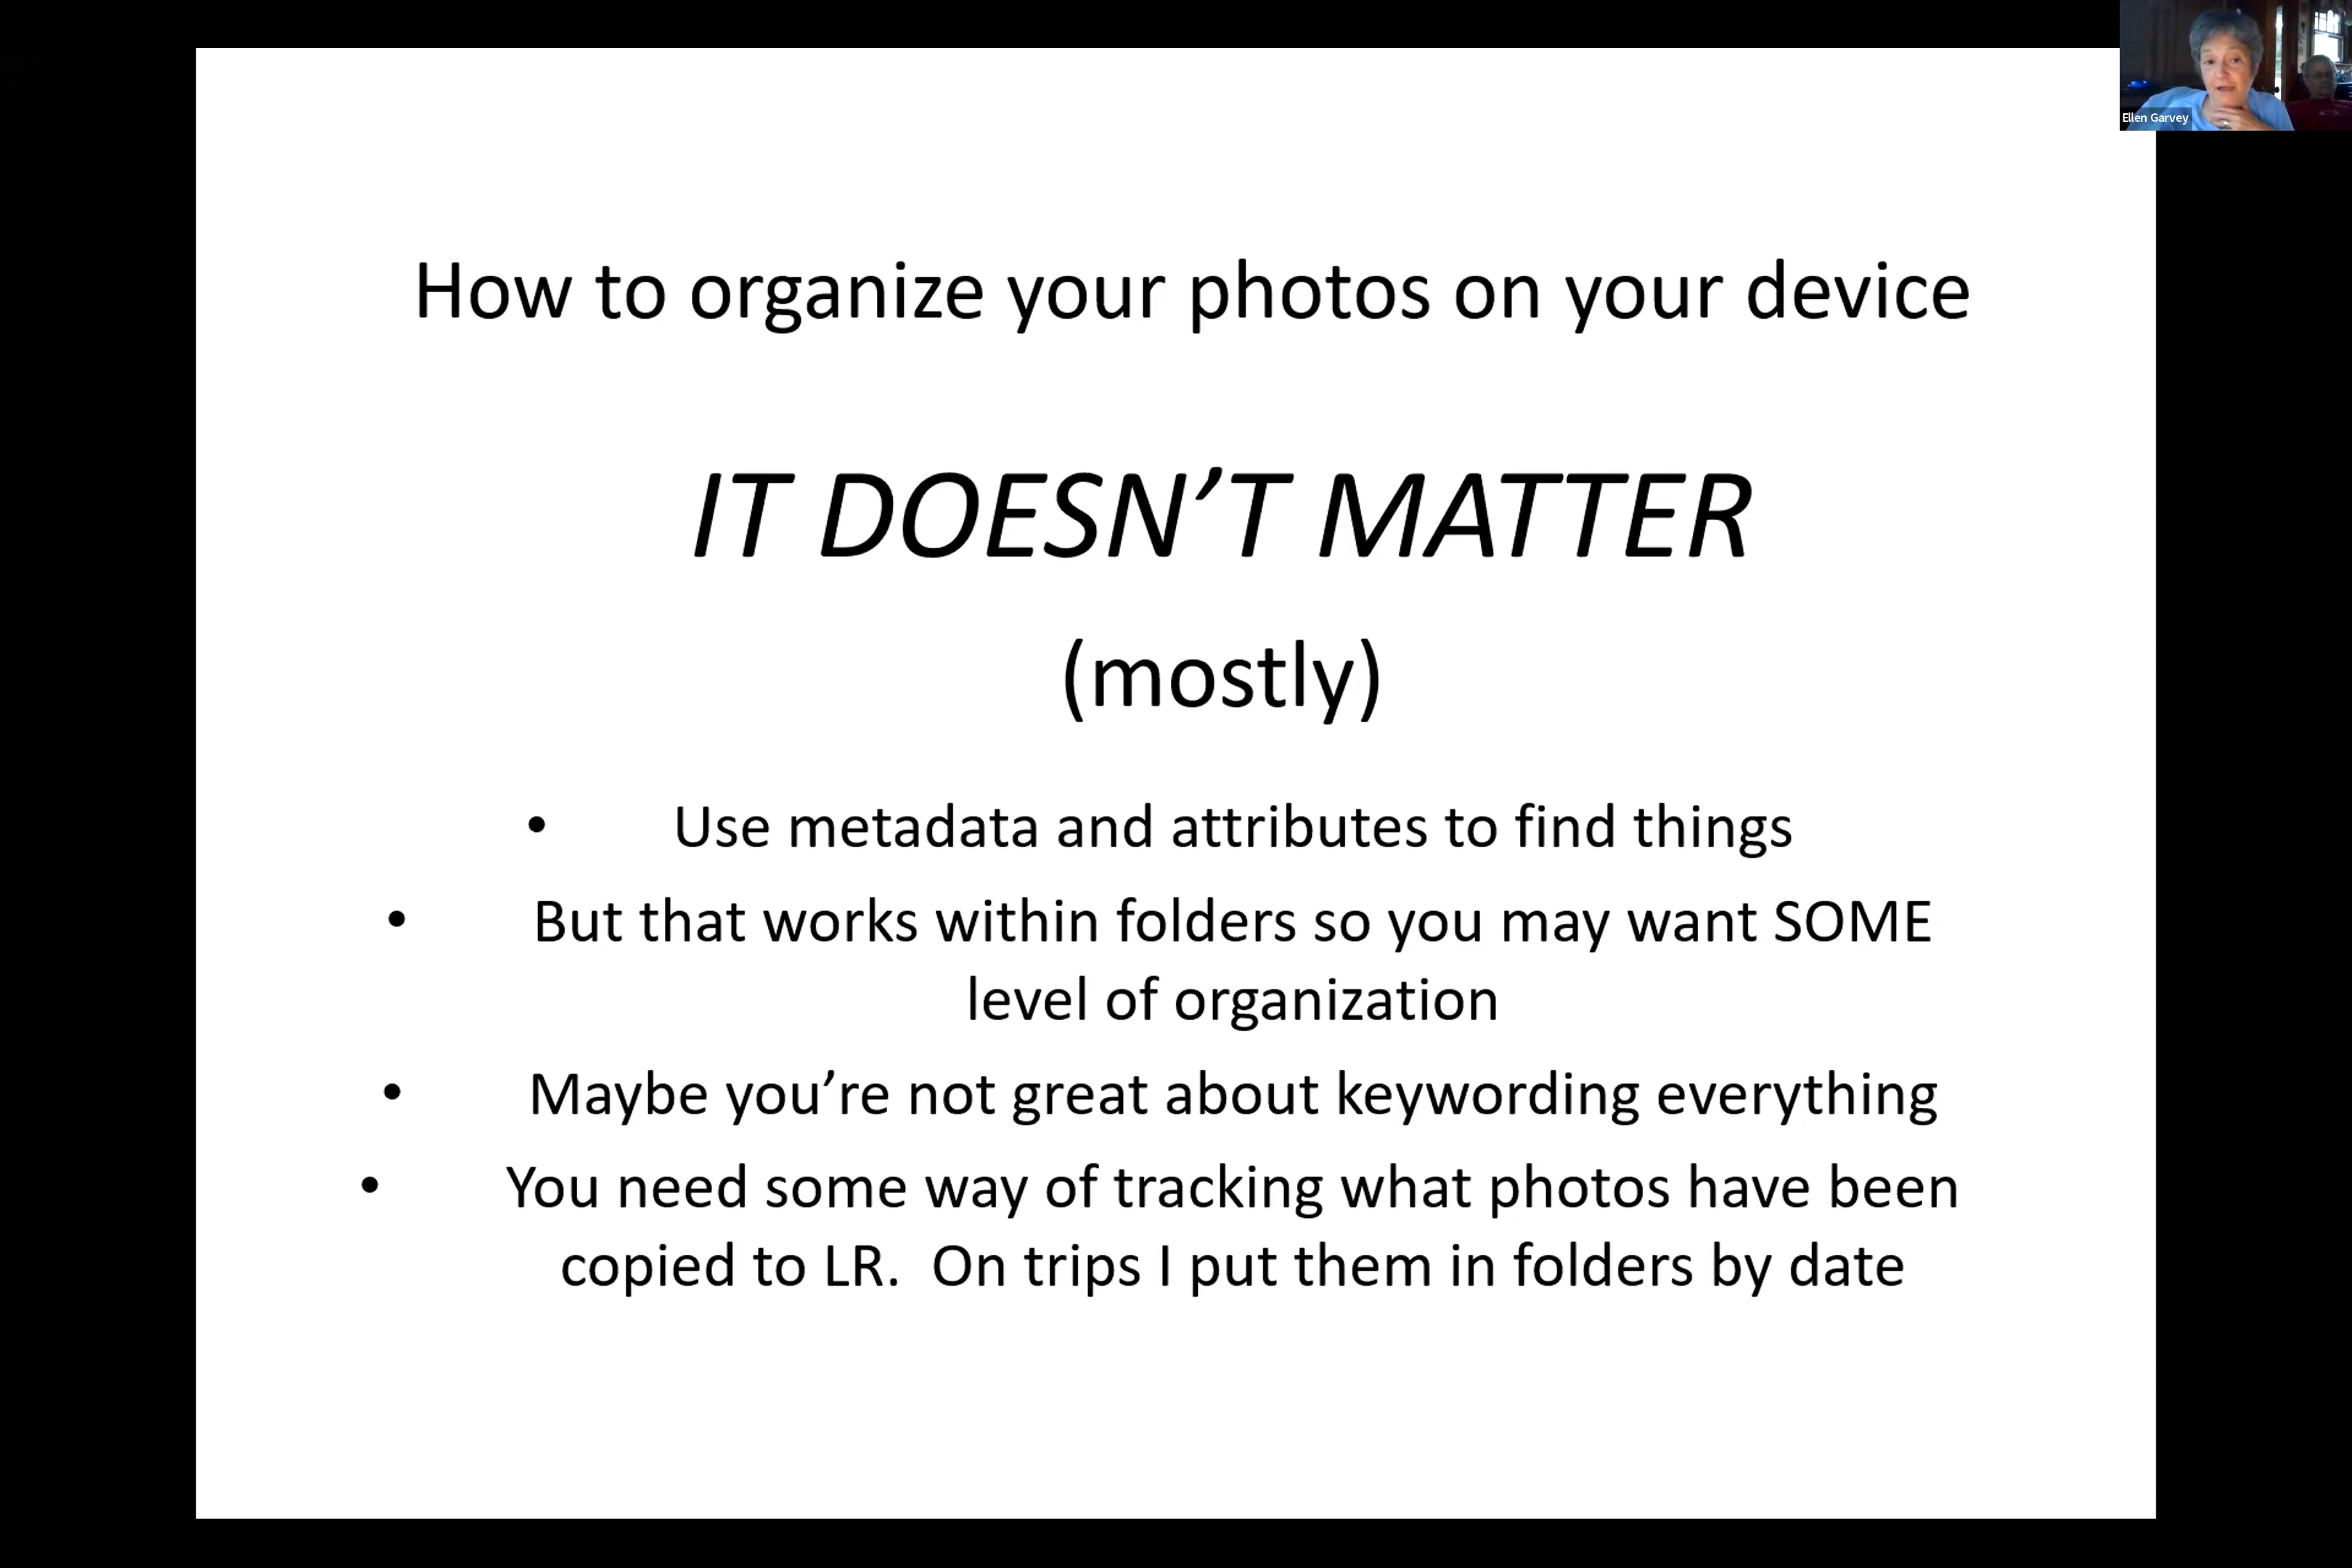 Ellen Garvey
How to organize your photos on your device
IT DOESN’T MATTER
(mostly)
• Use metadata and attributes to find things
• But that works within folders so you may want SOME
level of organization
• Maybe you’re not great about keywording everything
• You need some way of tracking what photos have been
copied to LR.  On trips I put them in folders by date